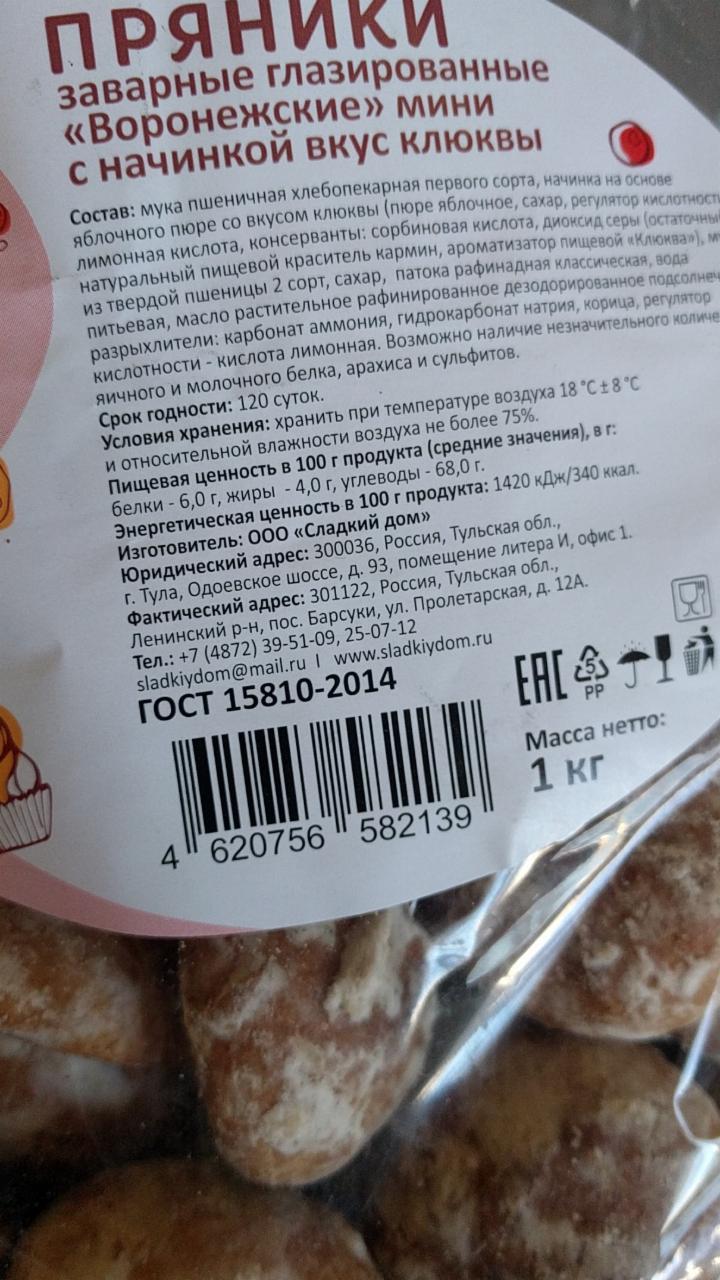 ПРЯНИКИ
заварные глазированные
«Воронежские» мини
с начинкой вкус клюквы
Состав: мука пшеничная хлебопекарная первого сорта, начинка на основе
яблочного пюре со вкусом клюквы (пюре яблочное, сахар, регулятор кислотност
лимонная кислота, консерванты: сорбиновая кислота, диоксид серы (остаточны
натуральный пищевой краситель кармин, ароматизатор пищевой «Клюква»), м
из твердой пшеницы 2 сорт, сахар, патока рафинадная классическая, вода
питьевая, масло растительное рафинированное дезодорированное подсолнеч
разрыхлители: карбонат аммония, гидрокарбонат натрия, корица, регулятор
кислотности - кислота лимонная. Возможно наличие незначительного количе
яичного и молочного белка, арахиса и сульфитов.
Срок годности: 120 суток.
Условия хранения: хранить при температуре воздуха 18 °С ± 8 °С
и относительной влажности воздуха не более 75%.
Пищевая ценность в 100 г продукта (средние значения), в г:
белки - 6,0 г, жиры - 4,0 г, углеводы - 68,0 г.
Энергетическая ценность в 100 г продукта: 1420 кДж/340 ккал.
Изготовитель: ООО «Сладкий дом»
Юридический адрес: 300036, Россия, Тульская обл.,
г. Тула, Одоевское шоссе, д. 93, помещение литера И, офис 1.
Фактический адрес: 301122, Россия, Тульская обл.,
Ленинский р-н, пос. Барсуки, ул. Пролетарская, д. 12А.
Тел.: +7 (4872) 39-51-09, 25-07-12
sladkiydom@mail.ru | www.sladkiydom.ru
ГОСТ 15810-2014
ЕАС
5
PP
Масса нетто:
1 кг
4 620756 582139